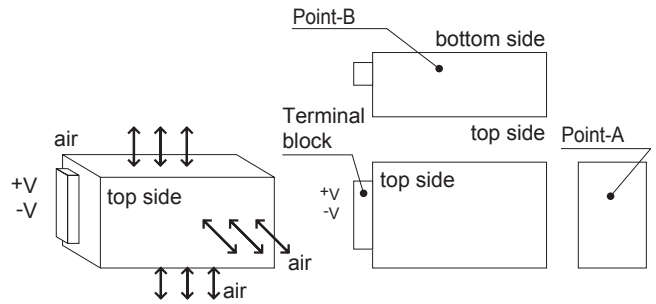 Point-B
bottom side
Terminal
block
top side
Point-A
air
+V
-V
top side
+V
-V
top side
air
air